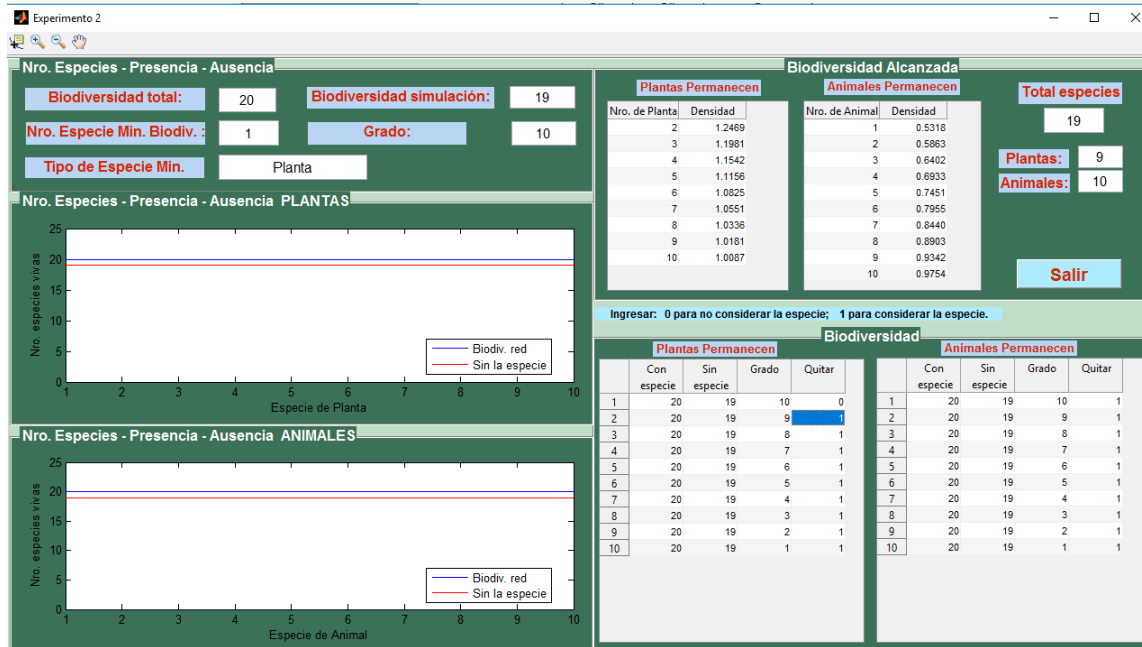 Experimento 2
Nro. Especies - Presencia - Ausencia
Biodiversidad total: 20 Biodiversidad simulación: 19
Nro. Especie Min. Biodiv. : 1 Grado: 10
Tipo de Especie Min. Planta
Nro. Especies - Presencia - Ausencia PLANTAS
Nro. especies vivas
25
20
15
10
5
0
1 2 3 4 5 6 7 8 9 10
Especie de Planta
Biodiv. red
Sin la especie
Nro. Especies - Presencia - Ausencia ANIMALES
Nro. especies vivas
25
20
15
10
5
0
1 2 3 4 5 6 7 8 9 10
Especie de Animal
Biodiv. red
Sin la especie
Biodiversidad Alcanzada
Plantas Permanecen
Nro. de Planta Densidad
2 1.2469
3 1.1981
4 1.1542
5 1.1156
6 1.0825
7 1.0551
8 1.0336
9 1.0181
10 1.0087
Animales Permanecen
Nro. de Animal Densidad
1 0.5318
2 0.5863
3 0.6402
4 0.6933
5 0.7451
6 0.7955
7 0.8440
8 0.8903
9 0.9342
10 0.9754
Total especies
19
Plantas: 9
Animales: 10
Salir
Ingresar: 0 para no considerar la especie; 1 para considerar la especie.
Biodiversidad
Plantas Permanecen
Con especie Sin especie Grado Quitar
1 20 19 10 0
2 20 19 9 1
3 20 19 8 1
4 20 19 7 1
5 20 19 6 1
6 20 19 5 1
7 20 19 4 1
8 20 19 3 1
9 20 19 2 1
10 20 19 1 1
Animales Permanecen
Con especie Sin especie Grado Quitar
1 20 19 10 1
2 20 19 9 1
3 20 19 8 1
4 20 19 7 1
5 20 19 6 1
6 20 19 5 1
7 20 19 4 1
8 20 19 3 1
9 20 19 2 1
10 20 19 1 1